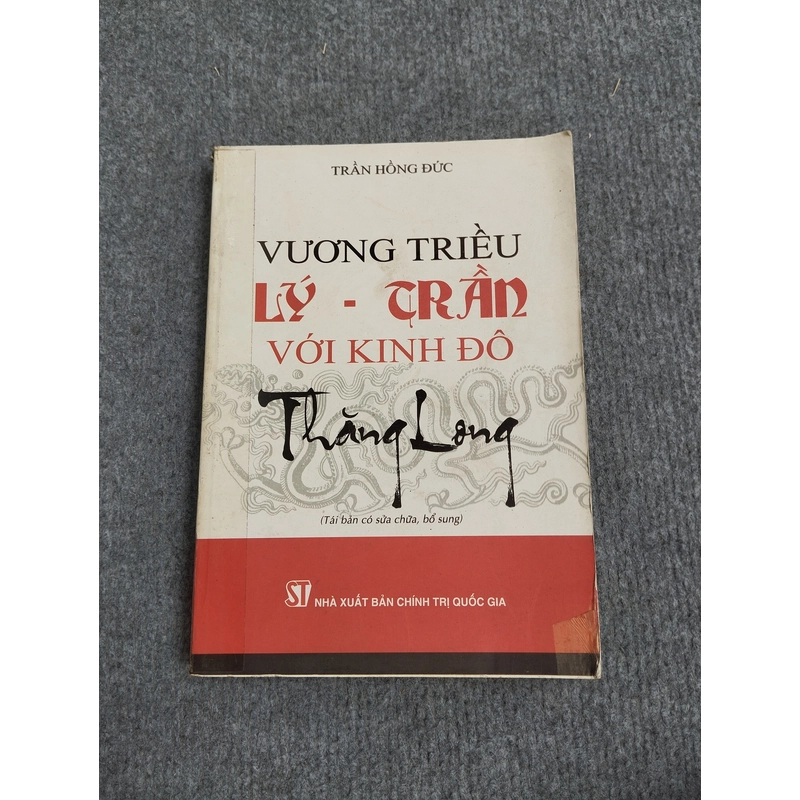 TRẦN HỒNG ĐỨC
VƯƠNG TRIỀU
LÝ - TRẦN
VỚI KINH ĐÔ
Thăng Long
(Tái bản có sửa chữa, bổ sung)
ST NHÀ XUẤT BẢN CHÍNH TRỊ QUỐC GIA